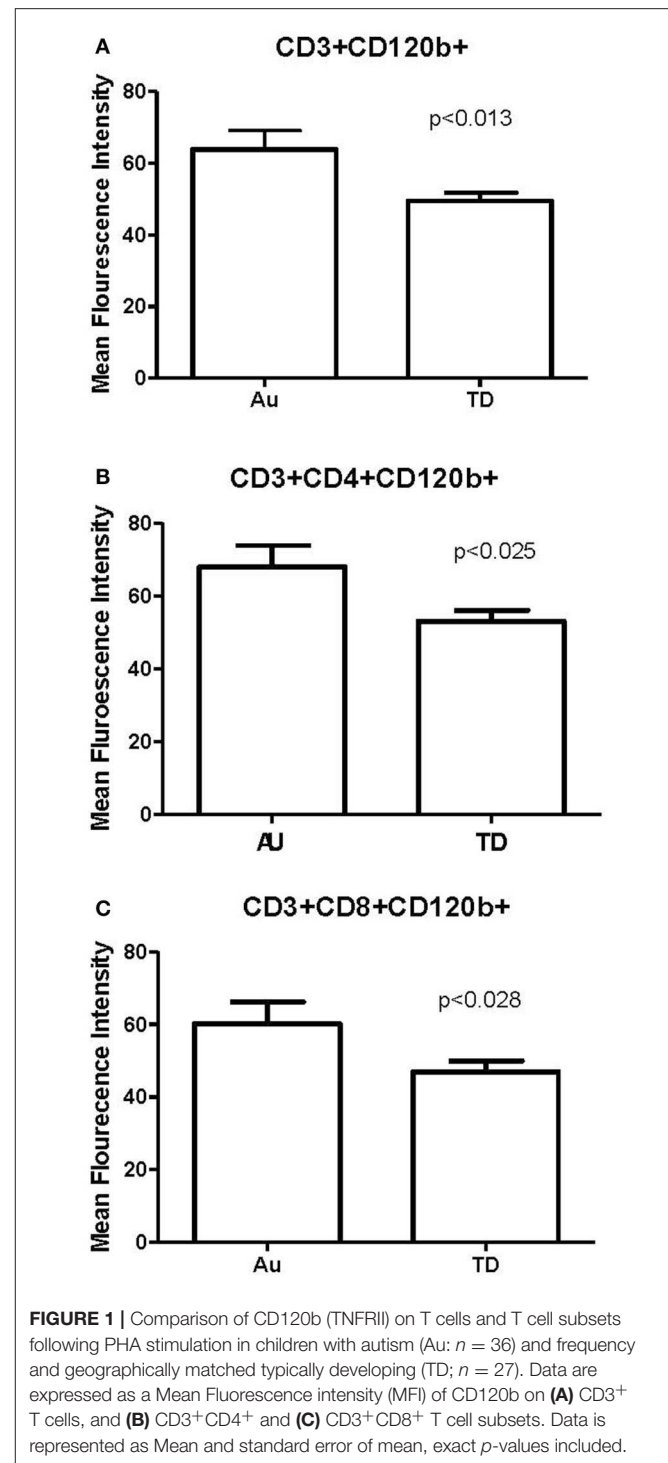 A
CD3+CD120b+
Mean Flourescence Intensity
80
60
40
20
0
p<0.013
Au
TD
B
CD3+CD4+CD120b+
Mean Fluroescence Intensity
80
60
40
20
0
p<0.025
AU
TD
C
CD3+CD8+CD120b+
Mean Flourecence Intensity
80
60
40
20
0
p<0.028
Au
TD
FIGURE 1 | Comparison of CD120b (TNFRII) on T cells and T cell subsets
following PHA stimulation in children with autism (Au: n = 36) and frequency
and geographically matched typically developing (TD; n = 27). Data are
expressed as a Mean Fluorescence intensity (MFI) of CD120b on (A) CD3⁺
T cells, and (B) CD3⁺CD4⁺ and (C) CD3⁺CD8⁺ T cell subsets. Data is
represented as Mean and standard error of mean, exact p-values included.